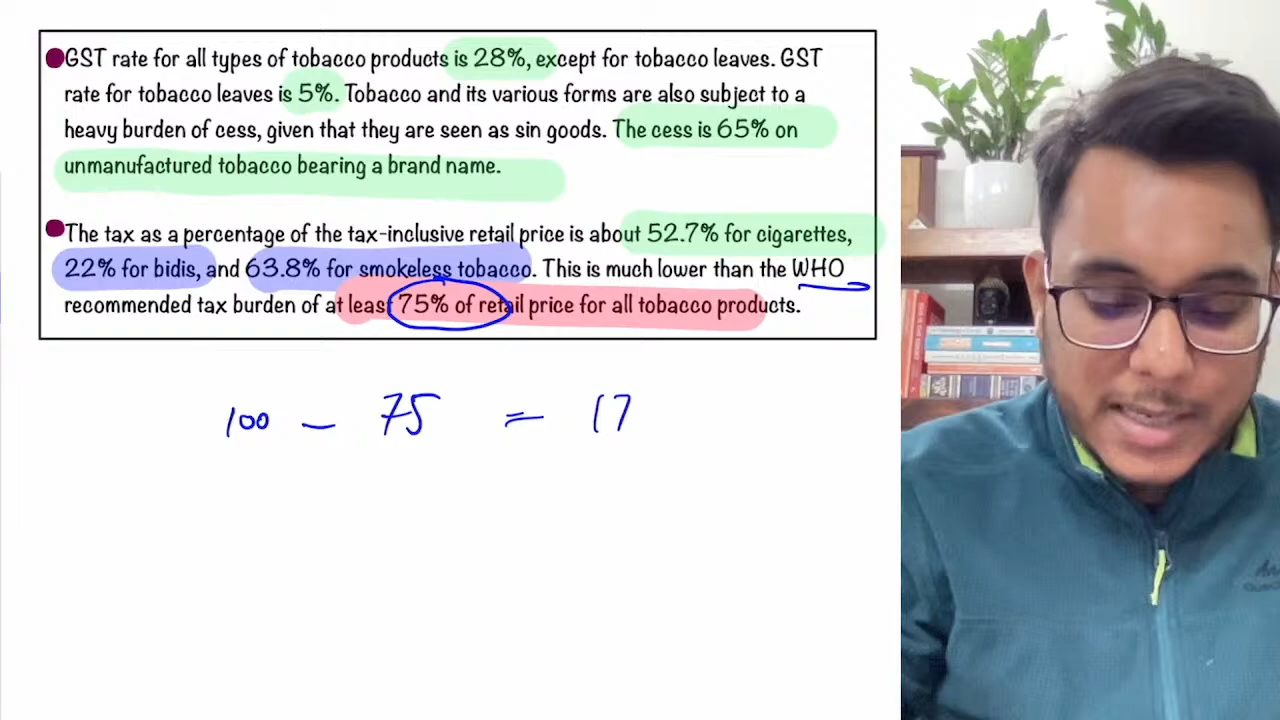 GST rate for all types of tobacco products is 28%, except for tobacco leaves. GST
rate for tobacco leaves is 5%. Tobacco and its various forms are also subject to a
heavy burden of cess, given that they are seen as sin goods. The cess is 65% on
unmanufactured tobacco bearing a brand name.
The tax as a percentage of the tax-inclusive retail price is about 52.7% for cigarettes,
22% for bidis, and 63.8% for smokeless tobacco. This is much lower than the WHO
recommended tax burden of at least 75% of retail price for all tobacco products.
100 - 75 = 17